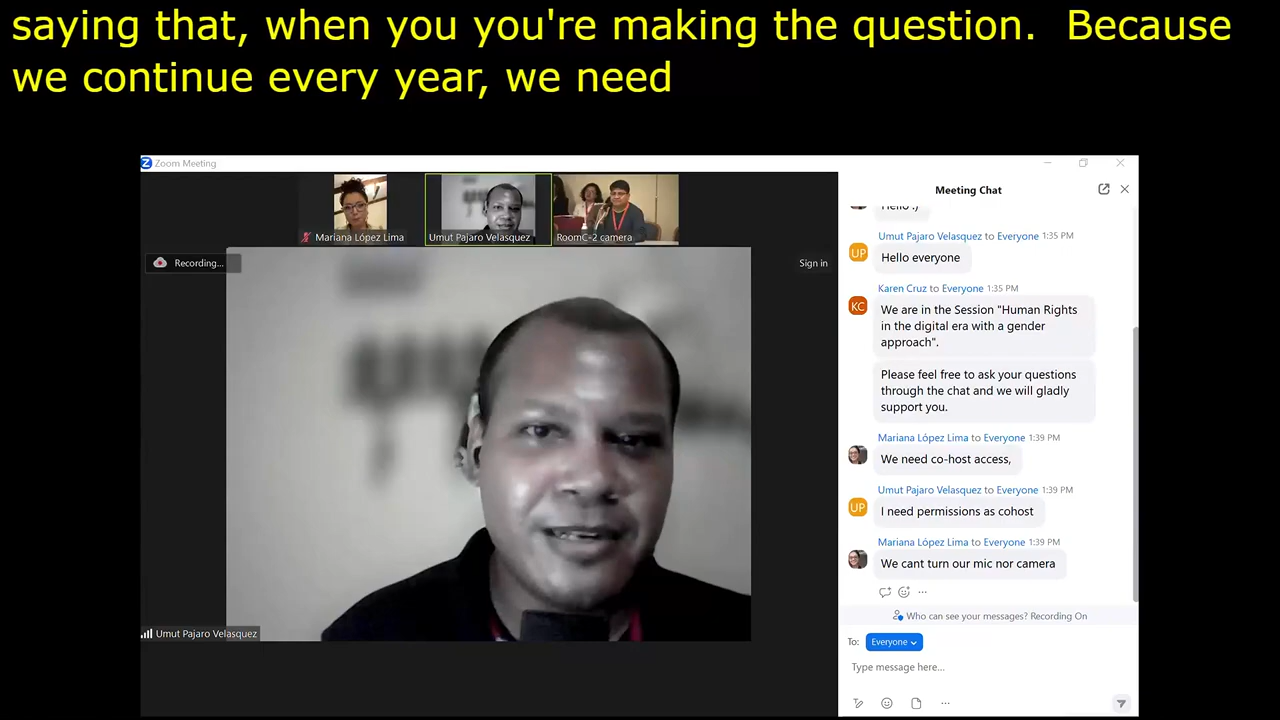 saying that, when you you're making the question.  Because
we continue every year, we need
Zoom Meeting
Mariana López Lima
Umut Pajaro Velasquez
RoomC-2 camera
Recording...
Sign in
Umut Pajaro Velasquez
Meeting Chat
Hello :)
Umut Pajaro Velasquez to Everyone 1:35 PM
UP
Hello everyone
Karen Cruz to Everyone 1:35 PM
KC
We are in the Session "Human Rights
in the digital era with a gender
approach".
Please feel free to ask your questions
through the chat and we will gladly
support you.
Mariana López Lima to Everyone 1:39 PM
We need co-host access,
Umut Pajaro Velasquez to Everyone 1:39 PM
UP
I need permissions as cohost
Mariana López Lima to Everyone 1:39 PM
We cant turn our mic nor camera
Who can see your messages? Recording On
To: Everyone
Type message here...